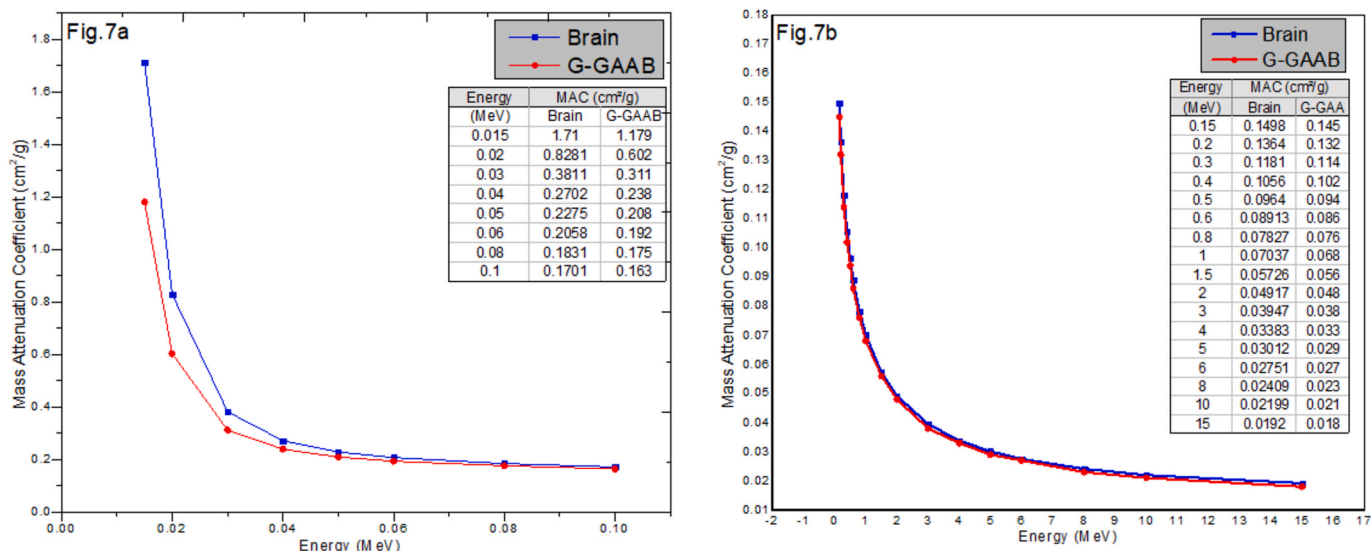 Fig.7a
Brain
G-GAAB
Energy MAC (cm²/g)
(MeV) Brain G-GAAB
0.015 1.71 1.179
0.02 0.8281 0.602
0.03 0.3811 0.311
0.04 0.2702 0.238
0.05 0.2275 0.208
0.06 0.2058 0.192
0.08 0.1831 0.175
0.1 0.1701 0.163
Mass Attenuation Coefficient (cm²/g)
1.8
1.6
1.4
1.2
1.0
0.8
0.6
0.4
0.2
0.0
0.00 0.02 0.04 0.06 0.08 0.10
Energy (MeV)
Fig.7b
Brain
G-GAAB
Energy MAC (cm²/g)
(MeV) Brain G-GAA
0.15 0.1498 0.145
0.2 0.1364 0.132
0.3 0.1181 0.114
0.4 0.1056 0.102
0.5 0.0964 0.094
0.6 0.08913 0.086
0.8 0.07827 0.076
1 0.07037 0.068
1.5 0.05726 0.056
2 0.04917 0.048
3 0.03947 0.038
4 0.03383 0.033
5 0.03012 0.029
6 0.02751 0.027
8 0.02409 0.023
10 0.02199 0.021
15 0.0192 0.018
Mass Attenuation Coefficient (cm²/g)
0.18
0.17
0.16
0.15
0.14
0.13
0.12
0.11
0.10
0.09
0.08
0.07
0.06
0.05
0.04
0.03
0.02
0.01
-2 -1 0 1 2 3 4 5 6 7 8 9 10 11 12 13 14 15 16 17
Energy (MeV)